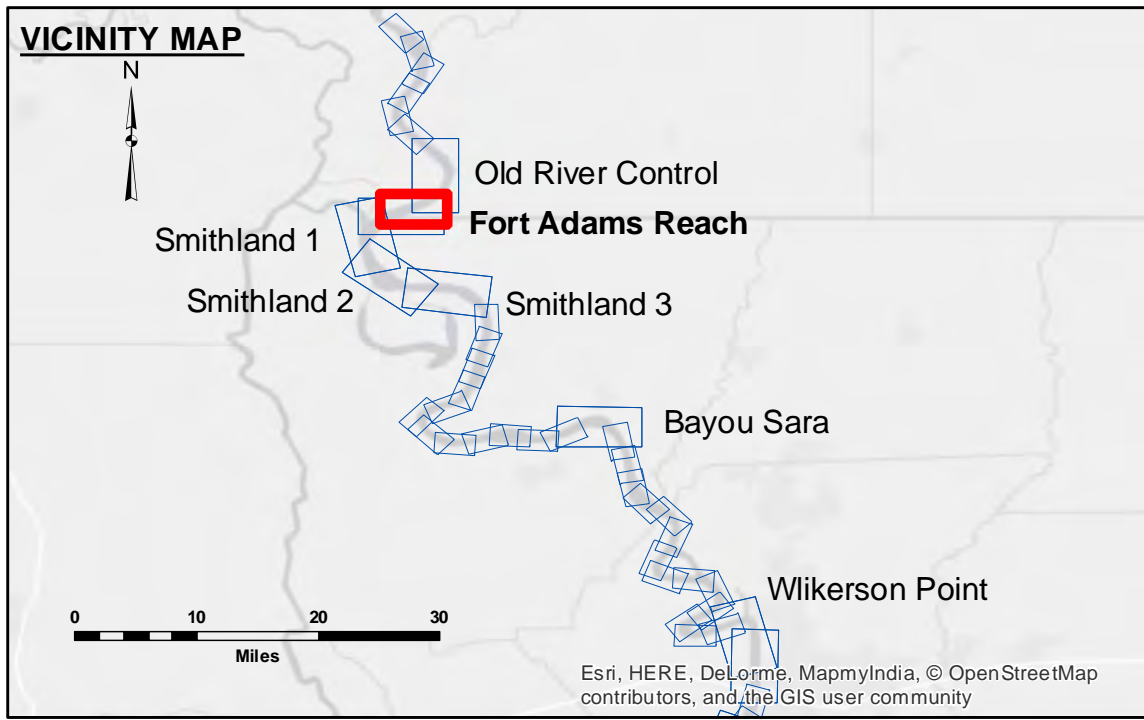 VICINITY MAP
N
Old River Control
Fort Adams Reach
Smithland 1
Smithland 2
Smithland 3
Bayou Sara
Wlikerson Point
0 10 20 30
Miles
Esri, HERE, DeLorme, MapmyIndia, © OpenStreetMap
contributors, and the GIS user community